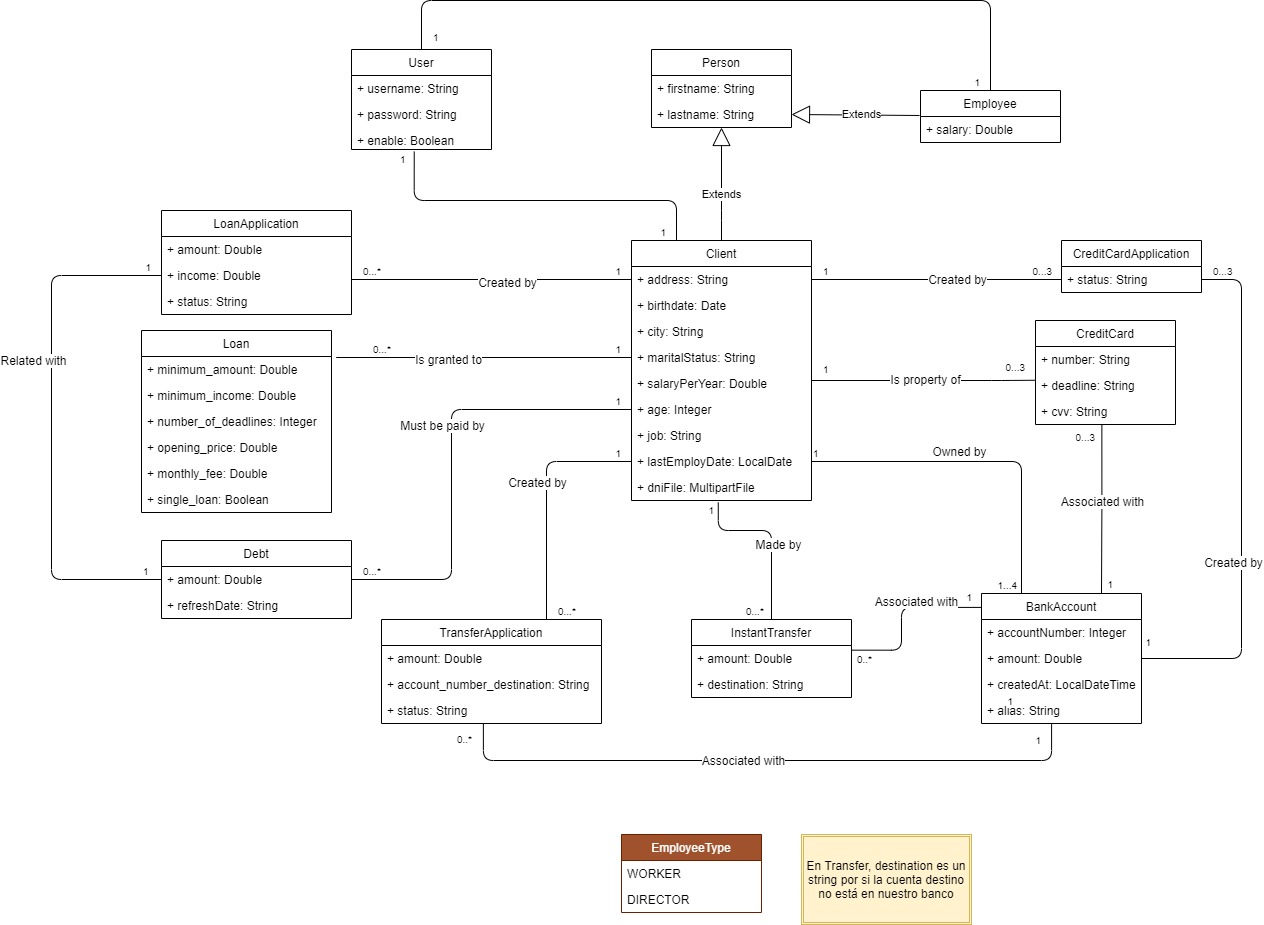 1
User
+ username: String
+ password: String
+ enable: Boolean
1
Person
+ firstname: String
+ lastname: String
Extends
1
Employee
+ salary: Double
Extends
1
LoanApplication
+ amount: Double
+ income: Double
+ status: String
1
0...*
Created by
1
Related with
Loan
+ minimum_amount: Double
+ minimum_income: Double
+ number_of_deadlines: Integer
+ opening_price: Double
+ monthly_fee: Double
+ single_loan: Boolean
0...*
Is granted to
1
Must be paid by
1
Created by
1
Client
+ address: String
+ birthdate: Date
+ city: String
+ maritalStatus: String
+ salaryPerYear: Double
+ age: Integer
+ job: String
+ lastEmployDate: LocalDate
+ dniFile: MultipartFile
1
Created by
0...3
CreditCardApplication
+ status: String
0...3
1
Is property of
0...3
CreditCard
+ number: String
+ deadline: String
+ cvv: String
0...3
Associated with
1
1
Owned by
1...4
Created by
1
Debt
+ amount: Double
+ refreshDate: String
1
0...*
1
Made by
0...*
0...*
TransferApplication
+ amount: Double
+ account_number_destination: String
+ status: String
InstantTransfer
+ amount: Double
+ destination: String
0..*
Associated with
1
BankAccount
+ accountNumber: Integer
+ amount: Double
+ createdAt: LocalDateTime
1
+ alias: String
0..*
Associated with
1
EmployeeType
WORKER
DIRECTOR
En Transfer, destination es un
string por si la cuenta destino
no está en nuestro banco